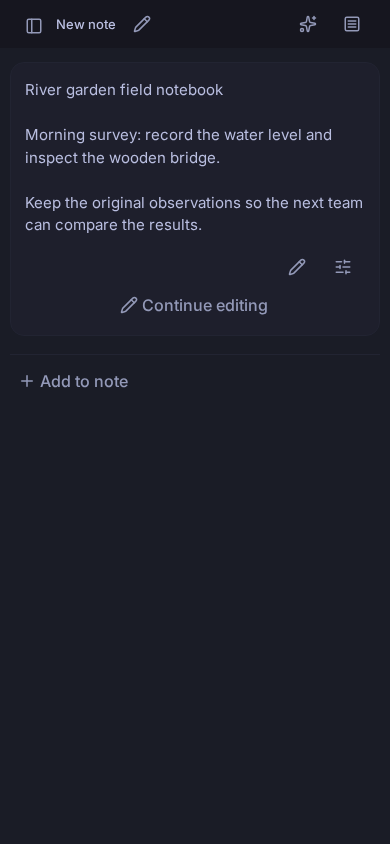 New note
River garden field notebook
Morning survey: record the water level and
inspect the wooden bridge.
Keep the original observations so the next team
can compare the results.
Continue editing
Add to note